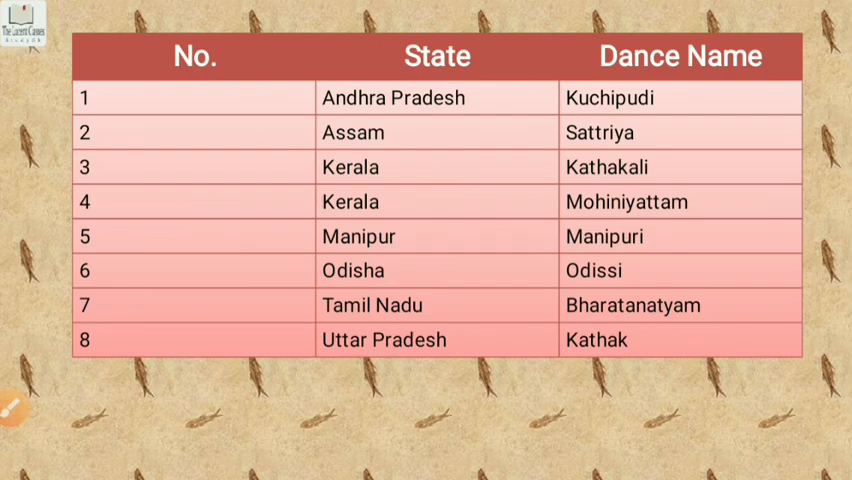 The Lucent Classes
No. State Dance Name
1 Andhra Pradesh Kuchipudi
2 Assam Sattriya
3 Kerala Kathakali
4 Kerala Mohiniyattam
5 Manipur Manipuri
6 Odisha Odissi
7 Tamil Nadu Bharatanatyam
8 Uttar Pradesh Kathak